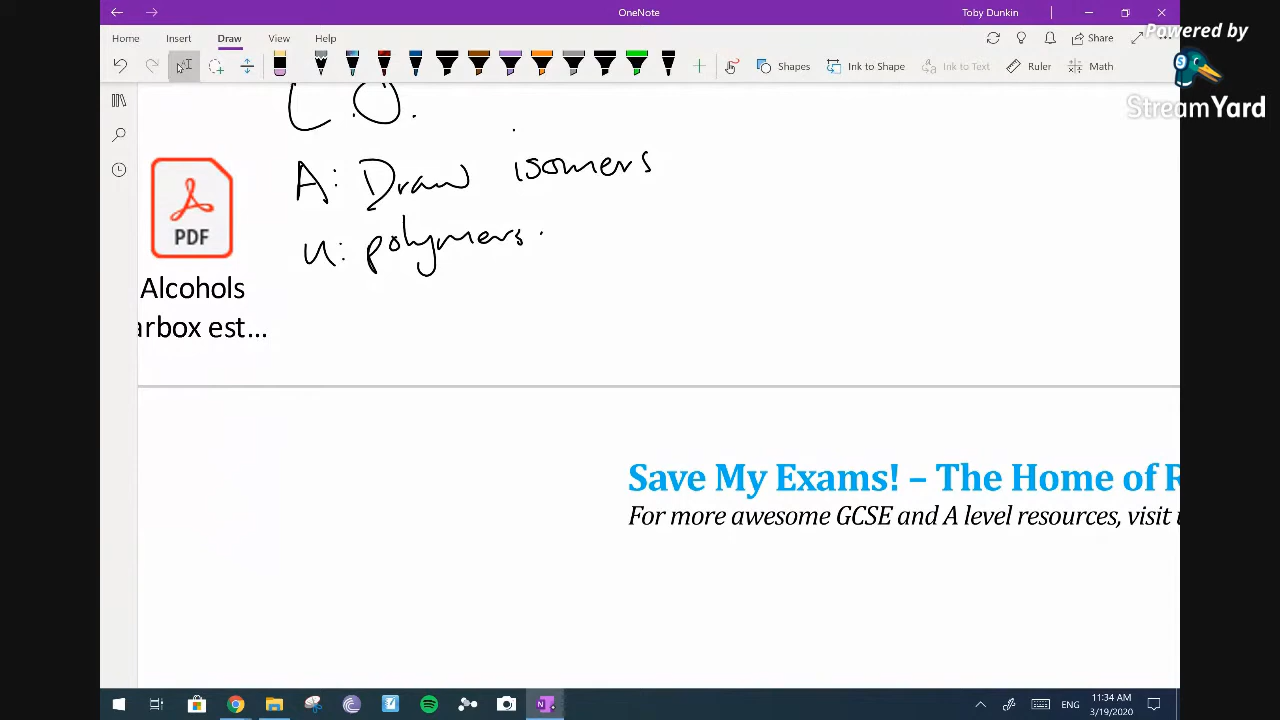 OneNote
Toby Dunkin
Powered by
StreamYard
Home Insert Draw View Help
Share
Shapes Ink to Shape Ink to Text Ruler Math
L.O.
A: Draw isomers
U: polymers.
PDF
Alcohols
arbox est...
Save My Exams! – The Home of R
For more awesome GCSE and A level resources, visit u
ENG
11:34 AM
3/19/2020